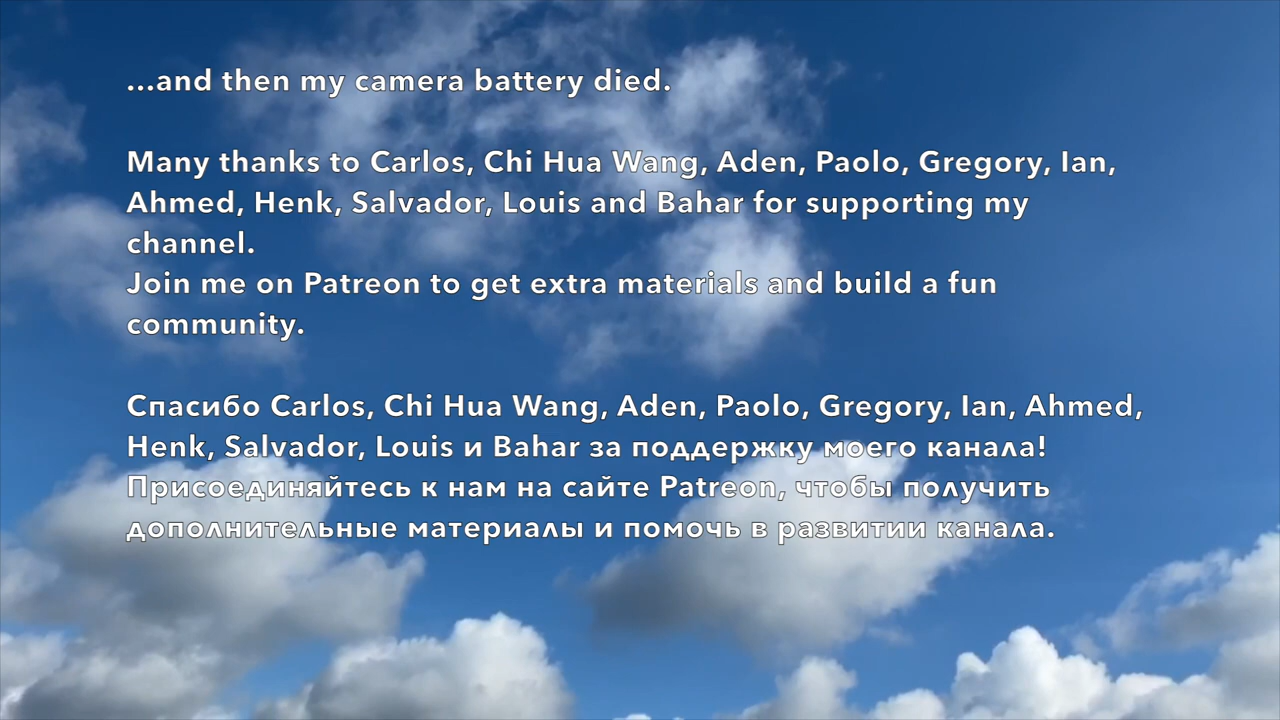 ...and then my camera battery died.
Many thanks to Carlos, Chi Hua Wang, Aden, Paolo, Gregory, Ian,
Ahmed, Henk, Salvador, Louis and Bahar for supporting my
channel.
Join me on Patreon to get extra materials and build a fun
community.
Спасибо Carlos, Chi Hua Wang, Aden, Paolo, Gregory, Ian, Ahmed,
Henk, Salvador, Louis и Bahar за поддержку моего канала!
Присоединяйтесь к нам на сайте Patreon, чтобы получить
дополнительные материалы и помочь в развитии канала.